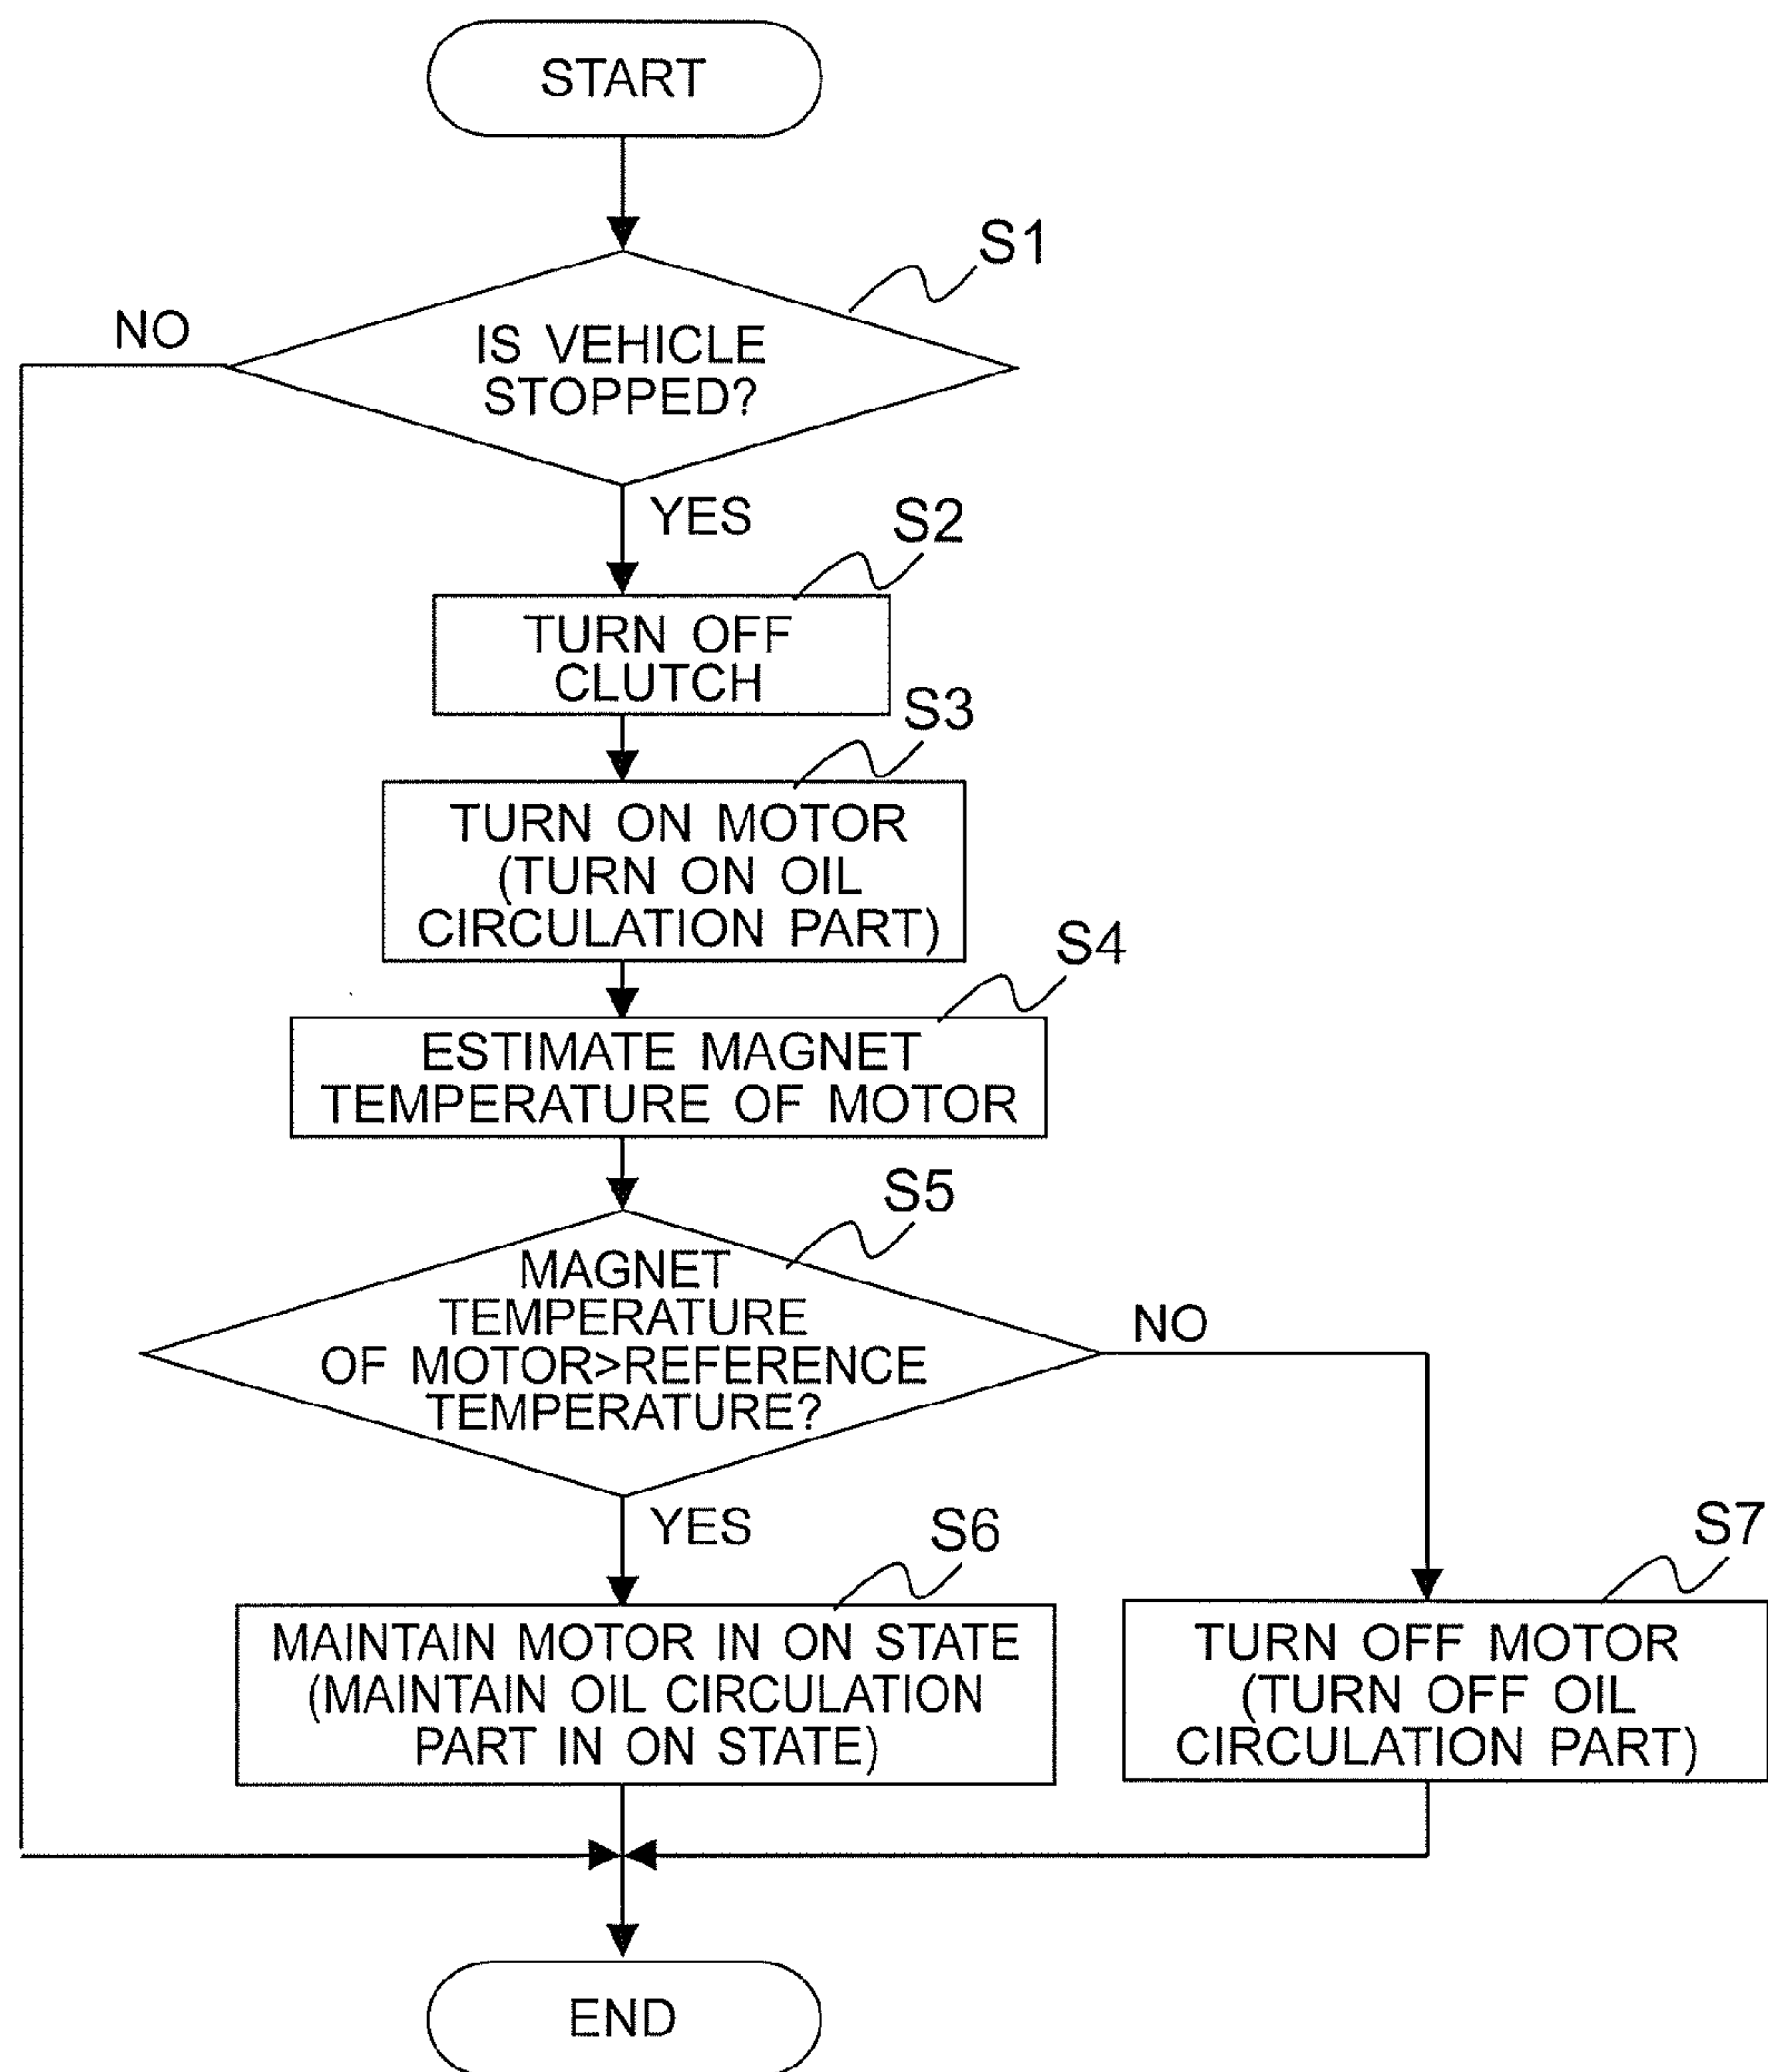 START
S1
NO
IS VEHICLE
STOPPED?
YES
S2
TURN OFF
CLUTCH
S3
TURN ON MOTOR
(TURN ON OIL
CIRCULATION PART)
S4
ESTIMATE MAGNET
TEMPERATURE OF MOTOR
S5
MAGNET
TEMPERATURE
OF MOTOR>REFERENCE
TEMPERATURE?
NO
YES
S6
MAINTAIN MOTOR IN ON STATE
(MAINTAIN OIL CIRCULATION
PART IN ON STATE)
S7
TURN OFF MOTOR
(TURN OFF OIL
CIRCULATION PART)
END